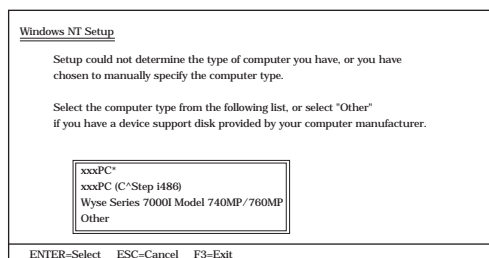 Windows NT Setup
Setup could not determine the type of computer you have, or you have
chosen to manually specify the computer type.
Select the computer type from the following list, or select "Other"
if you have a device support disk provided by your computer manufacturer.
xxxPC*
xxxPC (C^Step i486)
Wyse Series 7000I Model 740MP/760MP
Other
ENTER=Select ESC=Cancel F3=Exit